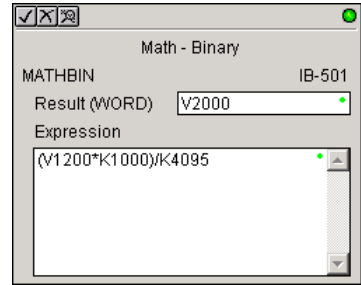 Math - Binary
MATHBIN IB-501
Result (WORD) V2000
Expression
(V1200*K1000)/K4095